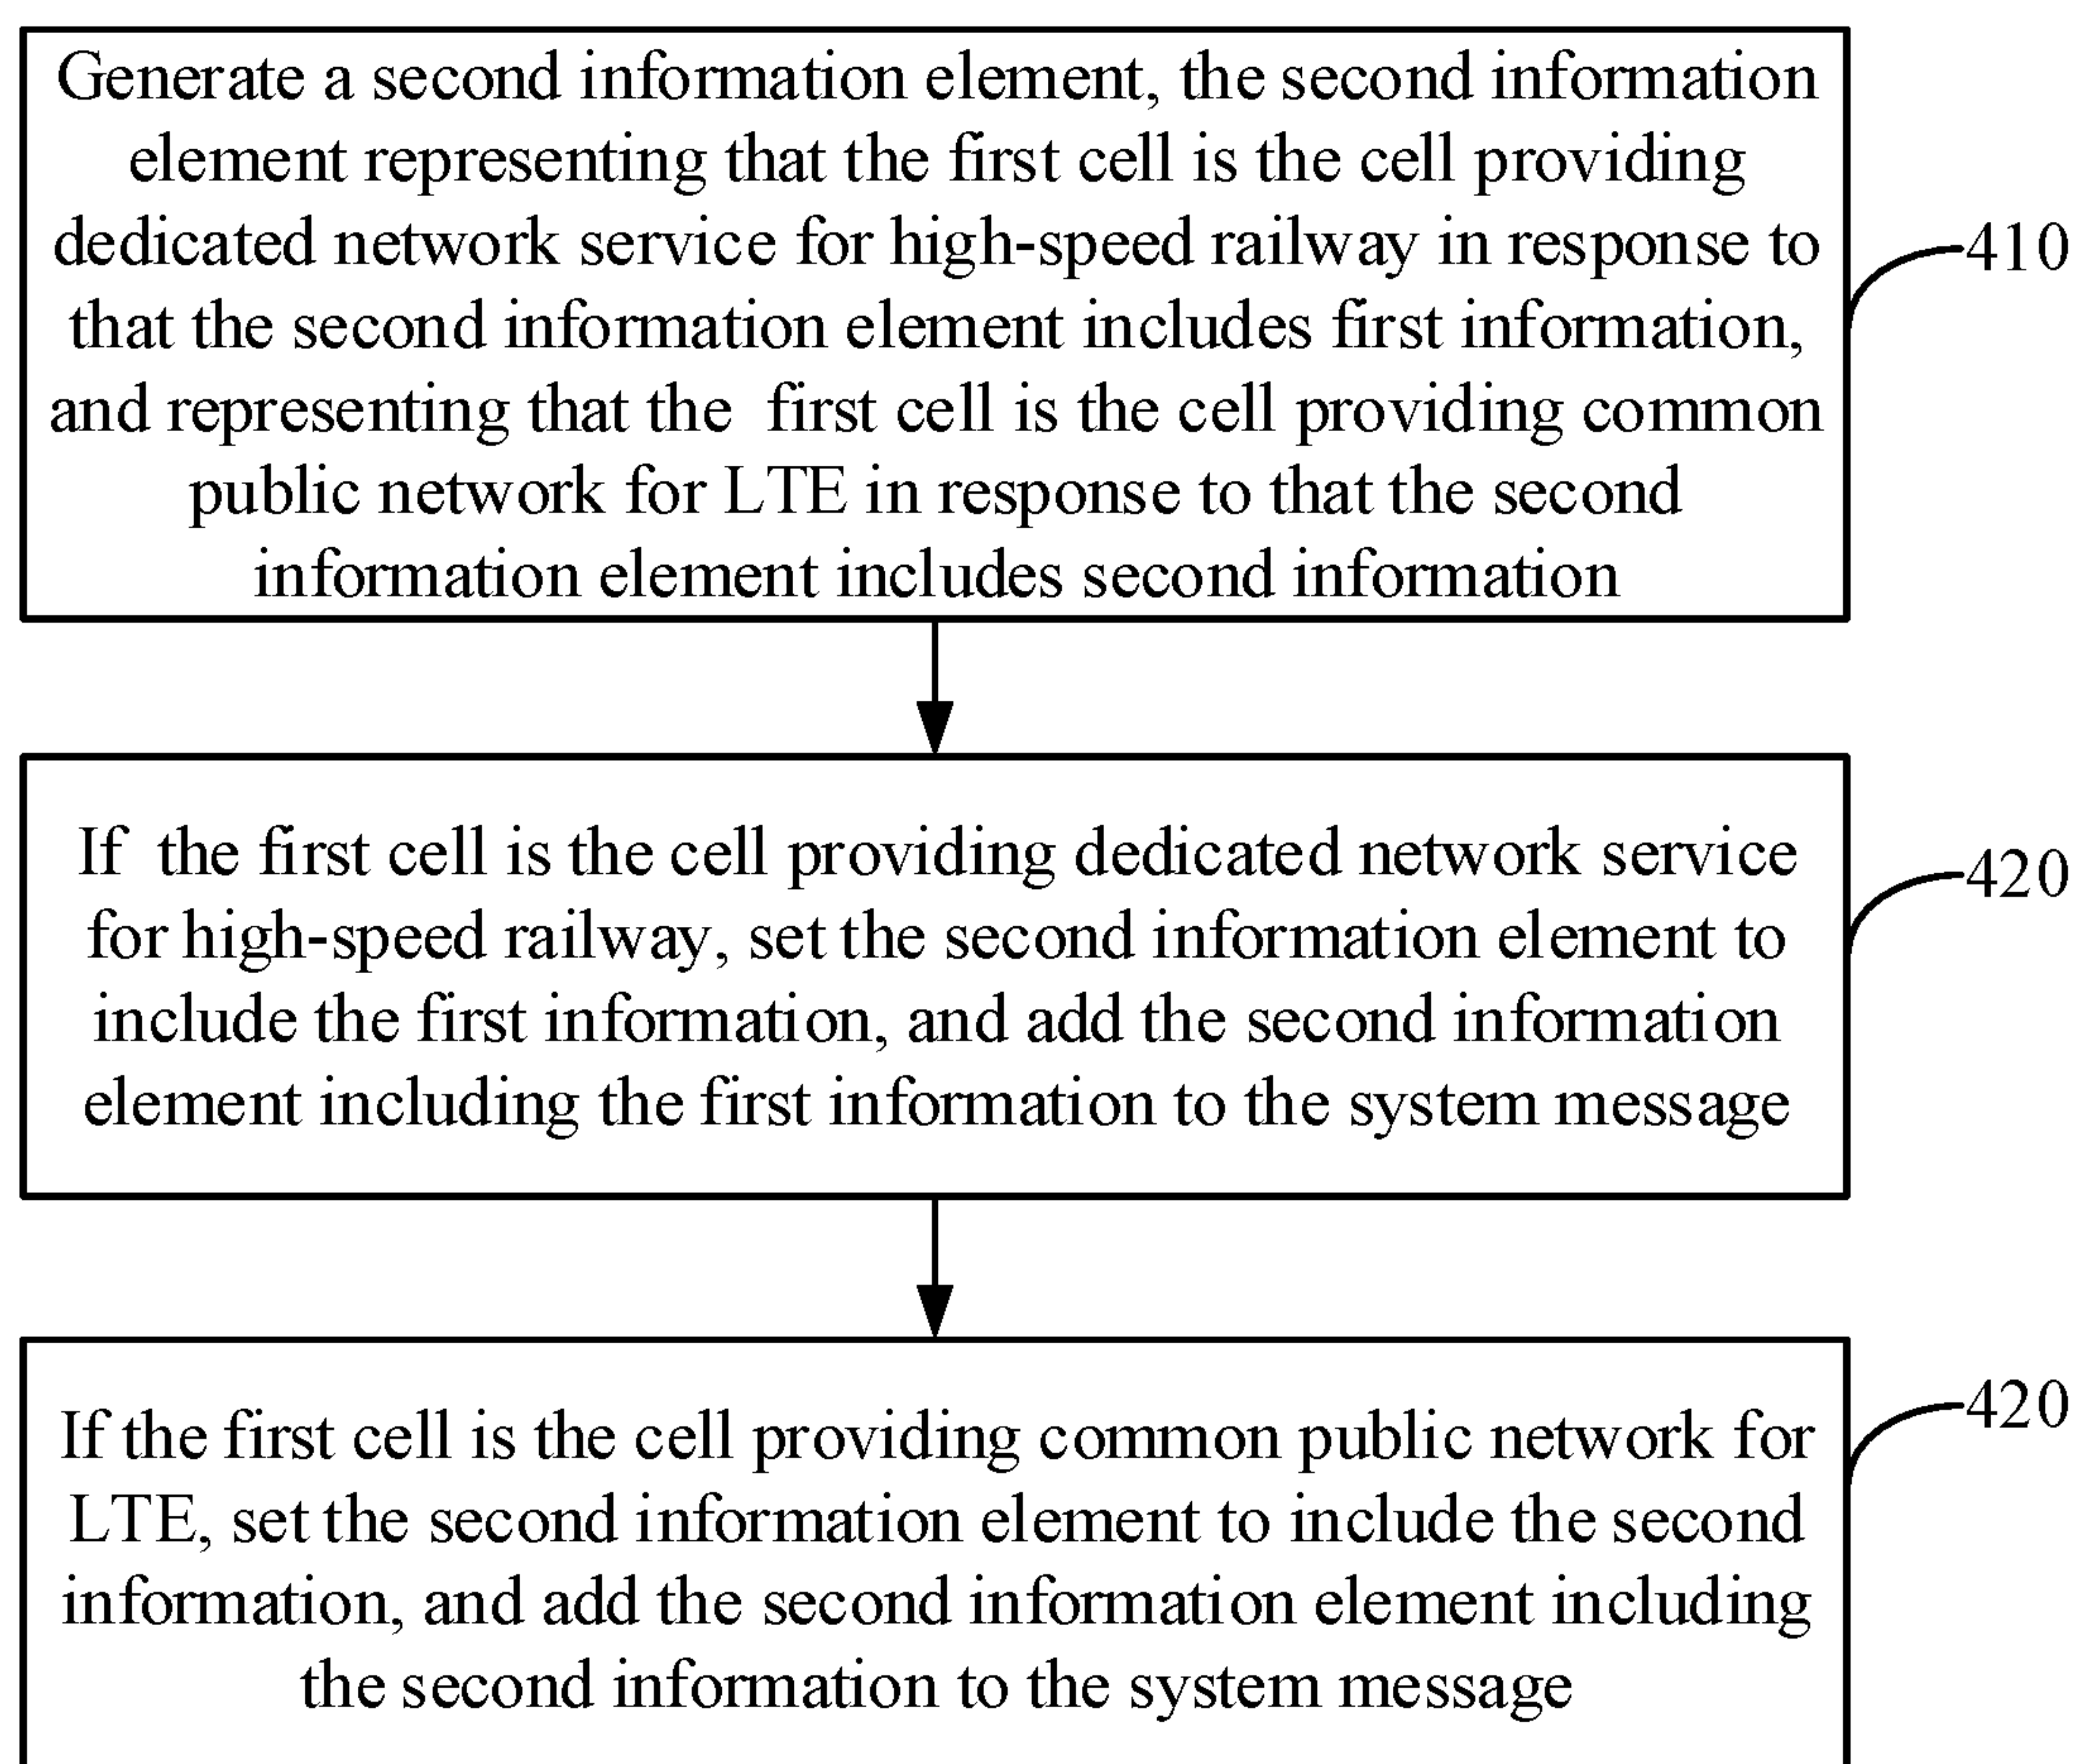 Generate a second information element, the second information
element representing that the first cell is the cell providing
dedicated network service for high-speed railway in response to
that the second information element includes first information,
and representing that the first cell is the cell providing common
public network for LTE in response to that the second
information element includes second information
410
If the first cell is the cell providing dedicated network service
for high-speed railway, set the second information element to
include the first information, and add the second information
element including the first information to the system message
420
If the first cell is the cell providing common public network for
LTE, set the second information element to include the second
information, and add the second information element including
the second information to the system message
420